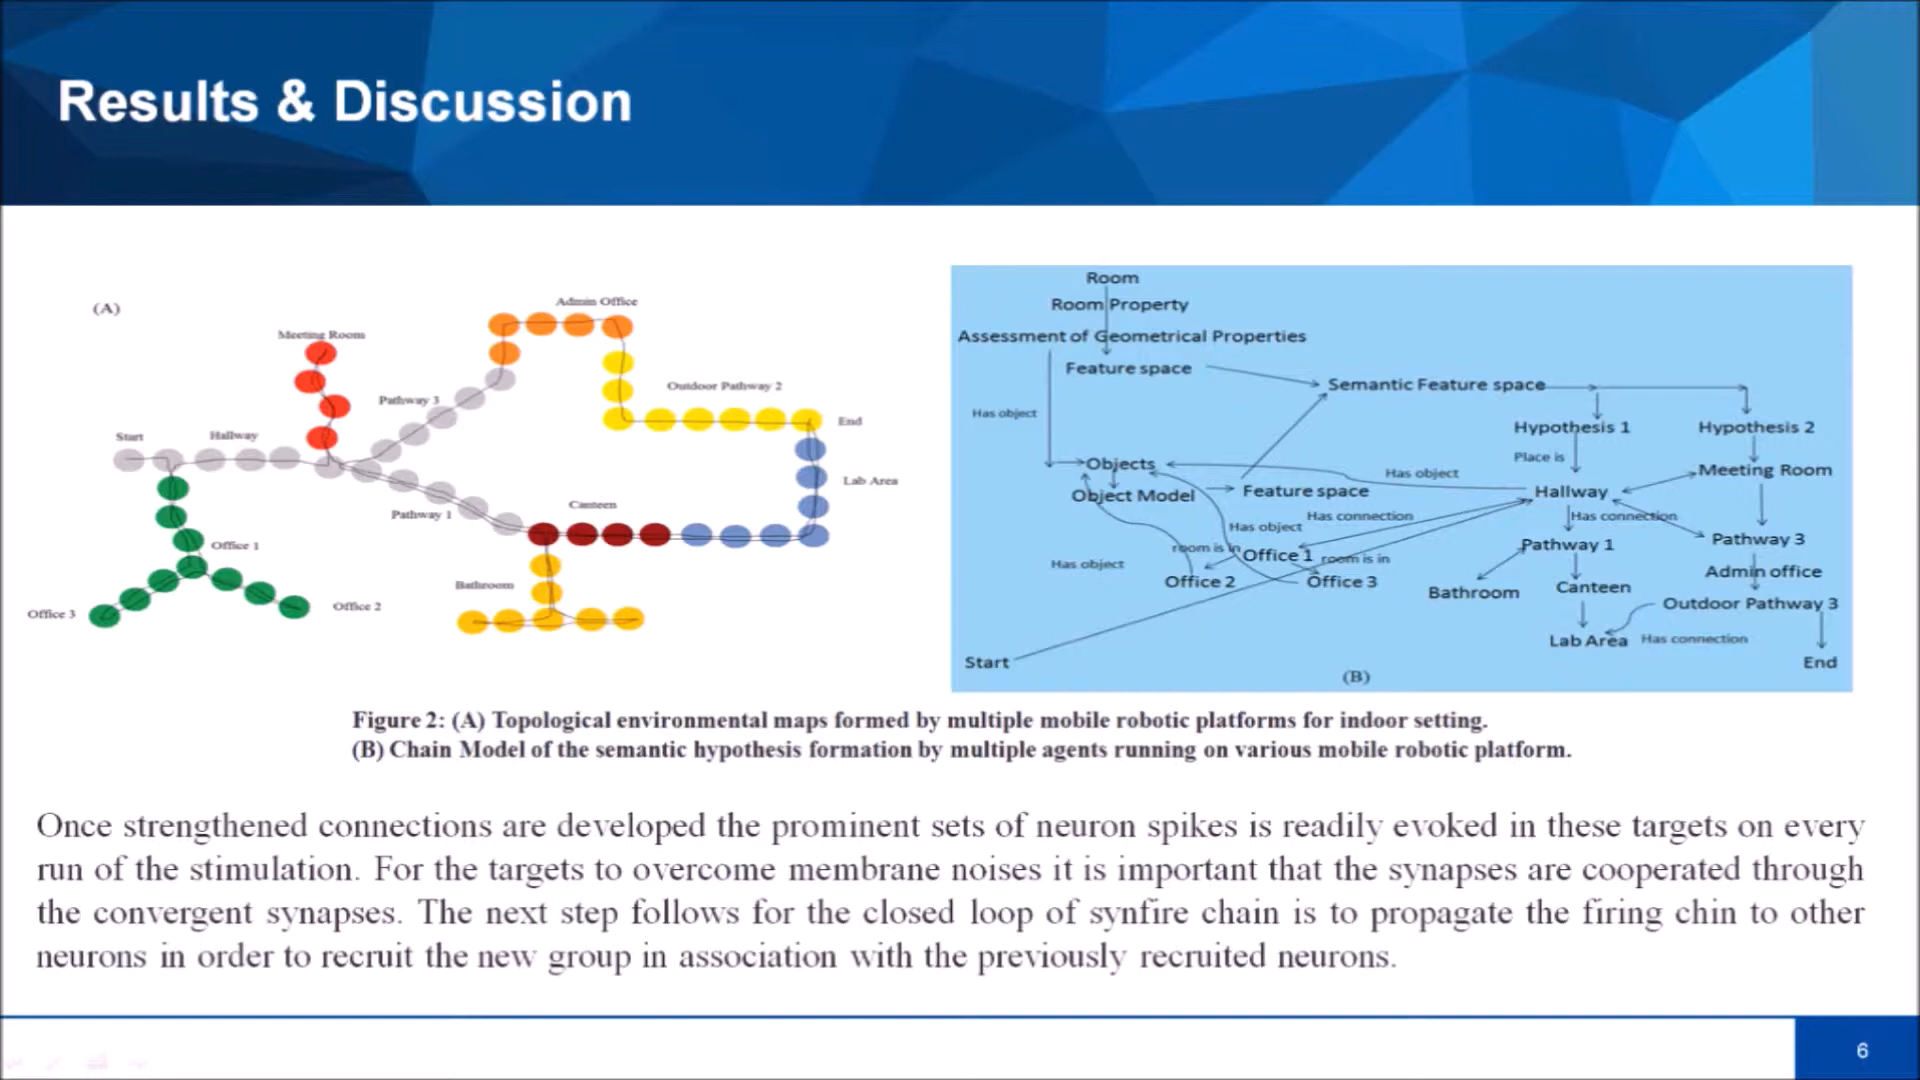 Results & Discussion
(A)
Admin Office
Meeting Room
Outdoor Pathway 2
Pathway 3
End
Start
Hallway
Lab Area
Canteen
Pathway 1
Office 1
Bathroom
Office 3
Office 2
Room
Room Property
Assessment of Geometrical Properties
Feature space
Semantic Feature space
Has object
Hypothesis 1
Hypothesis 2
Place is
Objects
Has object
Meeting Room
Object Model
Feature space
Hallway
Has object
Has connection
Has connection
room is in
Office 1
room is in
Pathway 1
Pathway 3
Has object
Office 2
Office 3
Bathroom
Canteen
Admin office
Outdoor Pathway 3
Lab Area
Has connection
Start
End
(B)
Figure 2: (A) Topological environmental maps formed by multiple mobile robotic platforms for indoor setting.
(B) Chain Model of the semantic hypothesis formation by multiple agents running on various mobile robotic platform.
Once strengthened connections are developed the prominent sets of neuron spikes is readily evoked in these targets on every
run of the stimulation. For the targets to overcome membrane noises it is important that the synapses are cooperated through
the convergent synapses. The next step follows for the closed loop of synfire chain is to propagate the firing chin to other
neurons in order to recruit the new group in association with the previously recruited neurons.
6